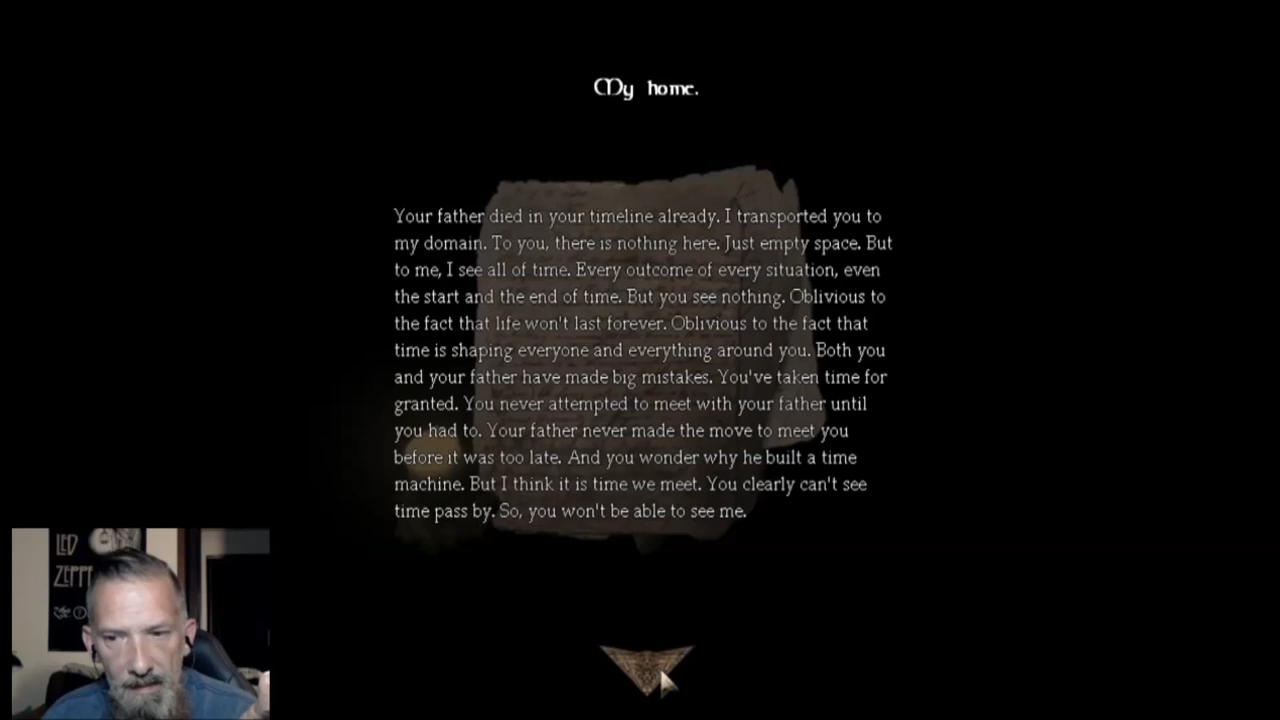 My home.
Your father died in your timeline already. I transported you to
my domain. To you, there is nothing here. Just empty space. But
to me, I see all of time. Every outcome of every situation, even
the start and the end of time. But you see nothing. Oblivious to
the fact that life won't last forever. Oblivious to the fact that
time is shaping everyone and everything around you. Both you
and your father have made big mistakes. You've taken time for
granted. You never attempted to meet with your father until
you had to. Your father never made the move to meet you
before it was too late. And you wonder why he built a time
machine. But I think it is time we meet. You clearly can't see
time pass by. So, you won't be able to see me.
LED